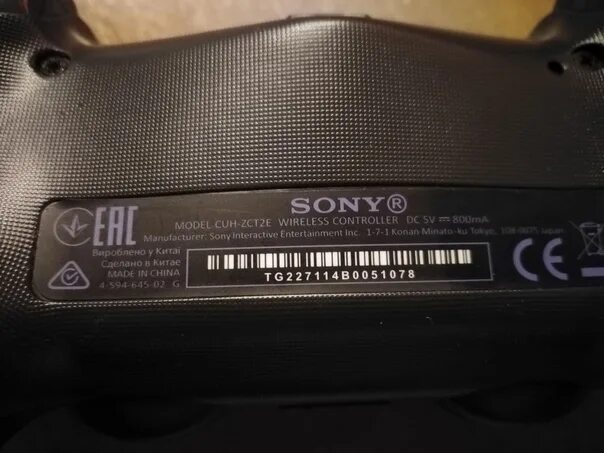 SONY®
MODEL CUH-ZCT2E WIRELESS CONTROLLER DC 5V ⎓ 800mA
Manufacturer: Sony Interactive Entertainment Inc. 1-7-1 Konan Minato-ku Tokyo, 108-0075 Japan
EAC
Вироблено у Китаї
Сделано в Китае
MADE IN CHINA
4-594-645-02 G
TG227114B0051078
CE